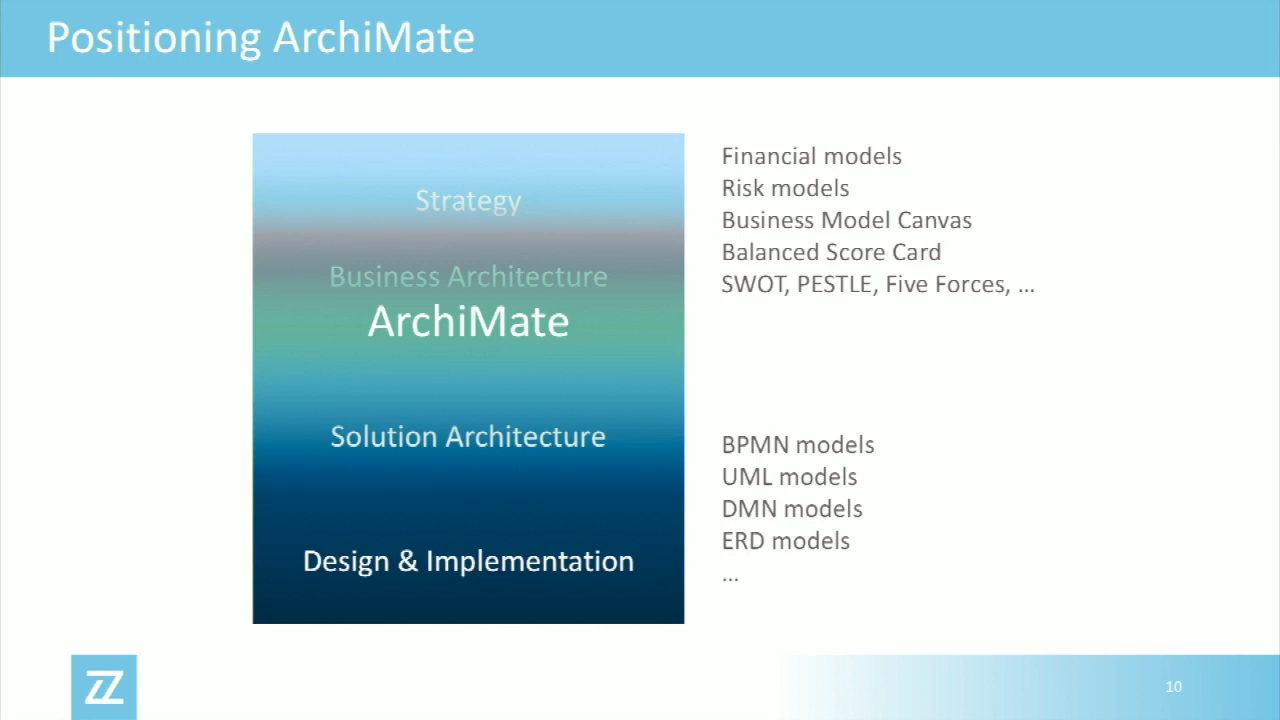 Positioning ArchiMate
Strategy
Business Architecture
ArchiMate
Solution Architecture
Design & Implementation
Financial models
Risk models
Business Model Canvas
Balanced Score Card
SWOT, PESTLE, Five Forces, ...
BPMN models
UML models
DMN models
ERD models
...
ZZ
10